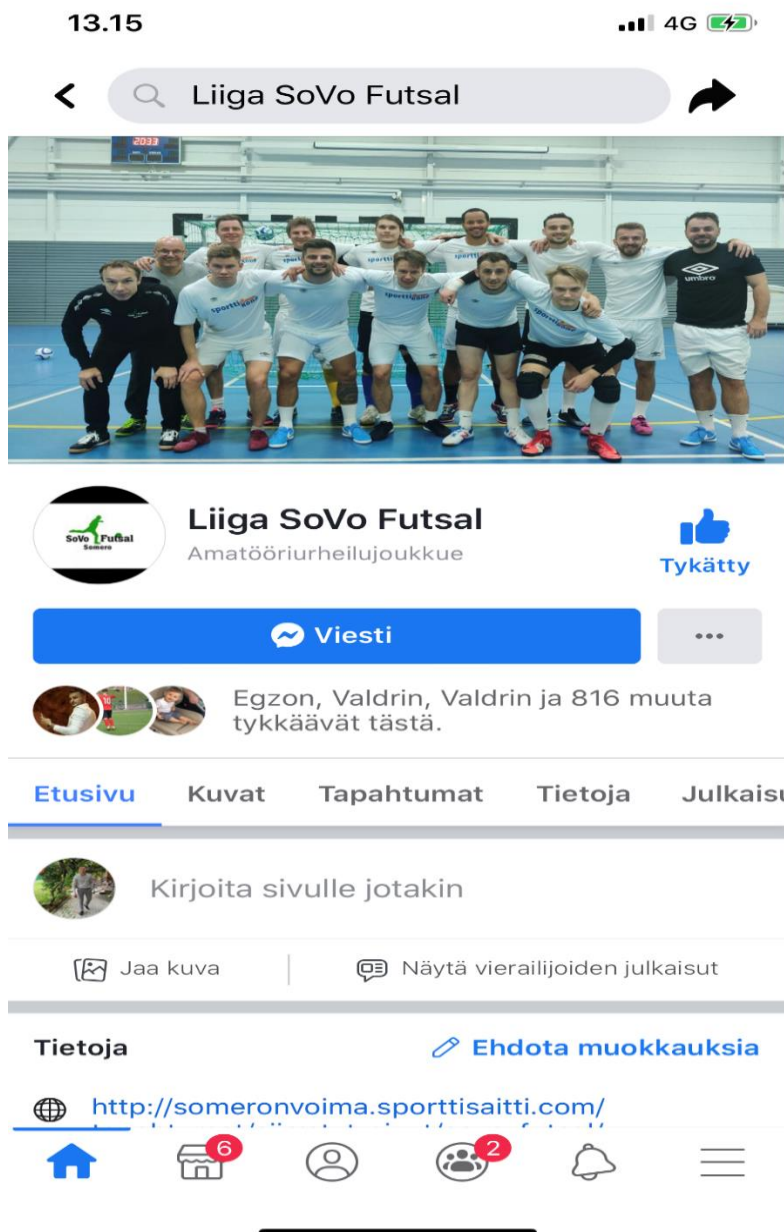 13.15
4G
Liiga SoVo Futsal
2033
umbro
SoVo Futsal
Somero
Liiga SoVo Futsal
Amatööriurheilujoukkue
Tykätty
Viesti
Egzon, Valdrin, Valdrin ja 816 muuta
tykkäävät tästä.
Etusivu Kuvat Tapahtumat Tietoja Julkaisu
Kirjoita sivulle jotakin
Jaa kuva Näytä vierailijoiden julkaisut
Tietoja Ehdota muokkauksia
http://someronvoima.sporttisaitti.com/
6 2